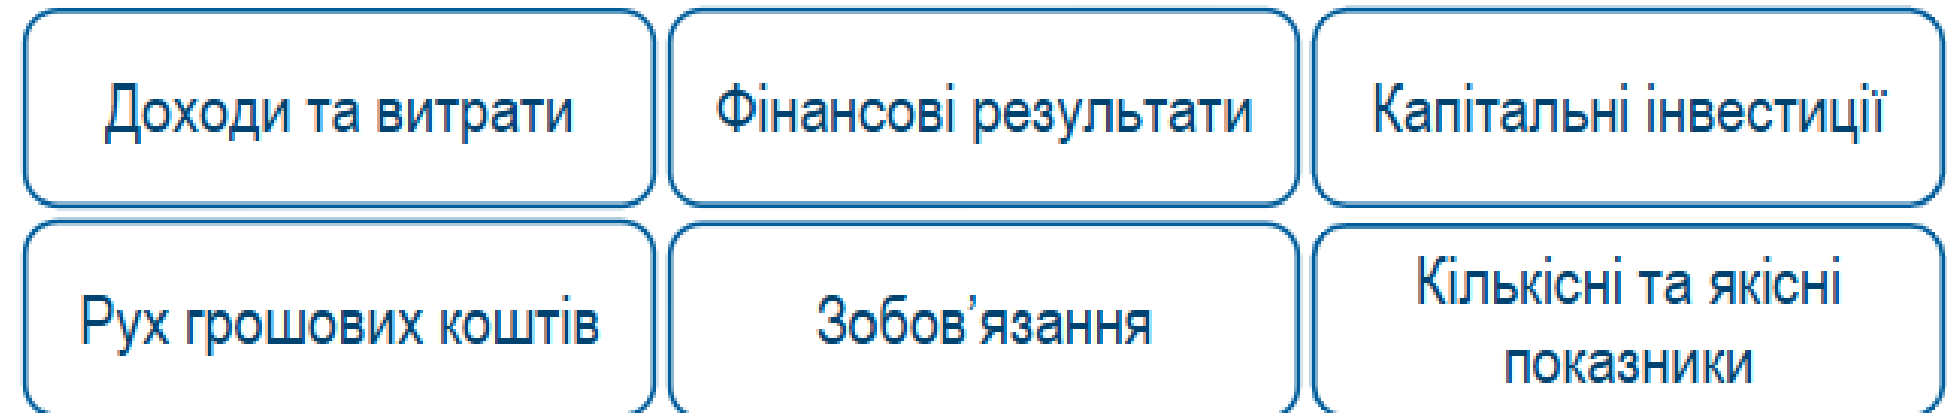 Доходи та витрати
Фінансові результати
Капітальні інвестиції
Рух грошових коштів
Зобов’язання
Кількісні та якісні
показники